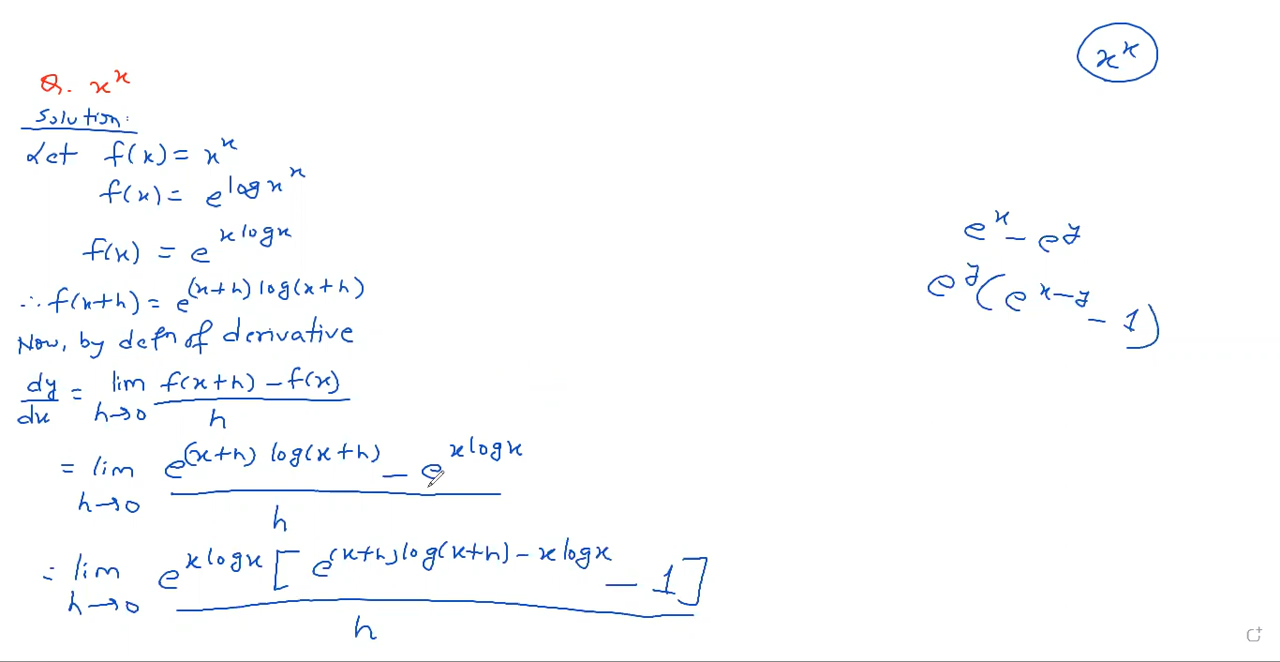 Q. x^x
Solution:
Let f(x) = x^x
f(x) = e^{log x^x}
f(x) = e^{x log x}
∴ f(x+h) = e^{(x+h) log(x+h)}
Now, by defn of derivative
dy/dx = lim_{h→0} (f(x+h) − f(x))/h
= lim_{h→0} (e^{(x+h) log(x+h)} − e^{x log x})/h
= lim_{h→0} e^{x log x} [e^{(x+h) log(x+h) − x log x} − 1]/h
x^x
e^x − e^y
e^y (e^{x−y} − 1)